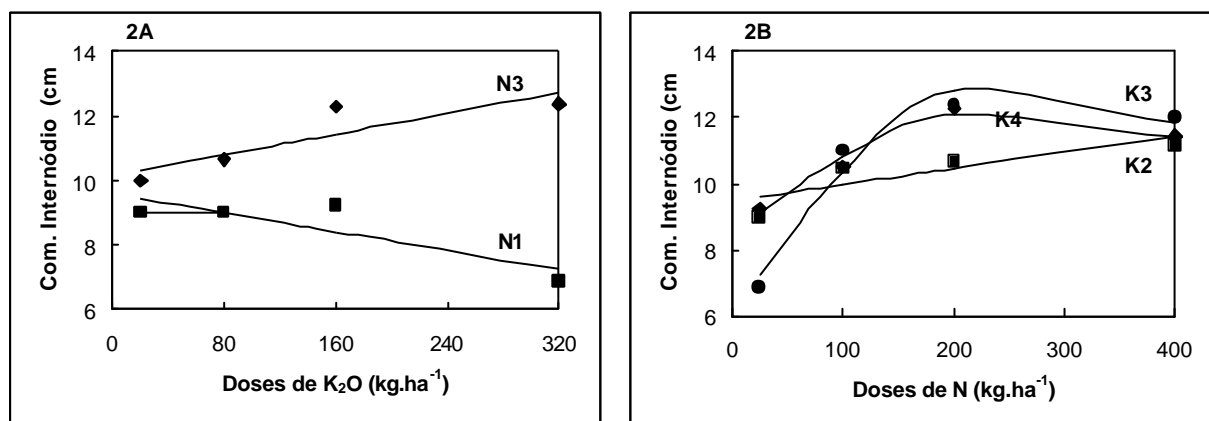 2A
14
12
10
8
6
Com. Internódio (cm
N3
N1
0
80
160
240
320
Doses de K₂O (kg.ha⁻¹)
2B
14
12
10
8
6
Com. Internódio (cm
K3
K4
K2
0
100
200
300
400
Doses de N (kg.ha⁻¹)